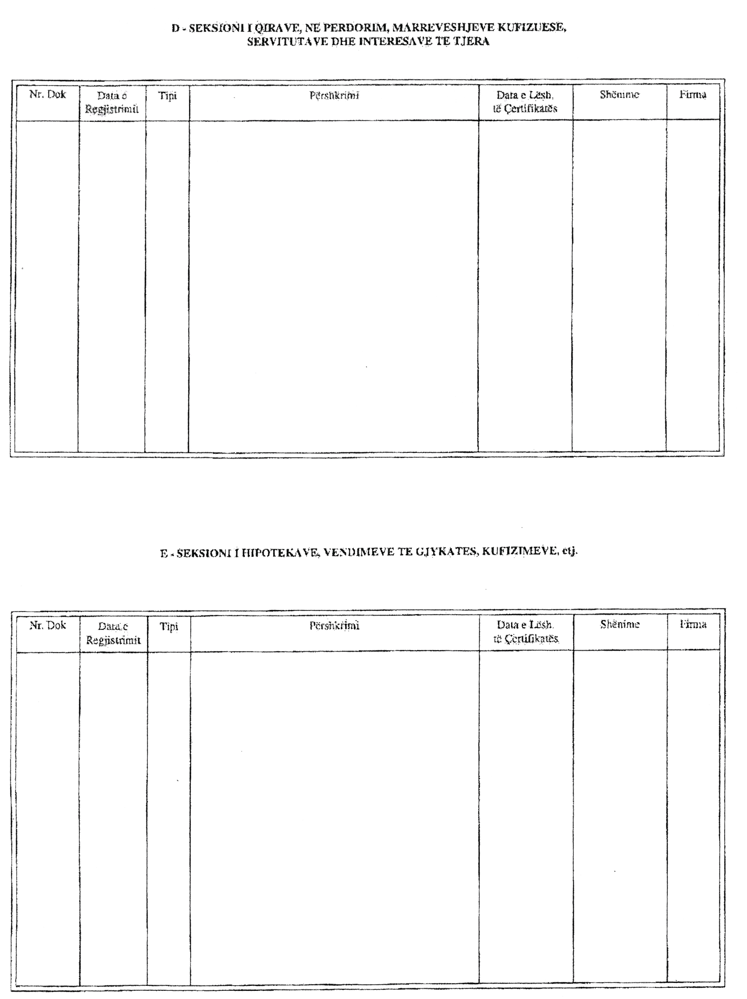 D - SEKSIONI I QIRAVE, NE PERDORIM, MARREVESHJEVE KUFIZUESE,
SERVITUTAVE DHE INTERESAVE TE TJERA
Nr. Dok
Data e
Regjistrimit
Tipi
Përshkrimi
Data e Lësh.
të Çertifikatës
Shënime
Firma
E - SEKSIONI I HIPOTEKAVE, VENDIMEVE TE GJYKATES, KUFIZIMEVE, etj.
Nr. Dok
Data e
Regjistrimit
Tipi
Përshkrimi
Data e Lësh.
të Çertifikatës
Shënime
Firma